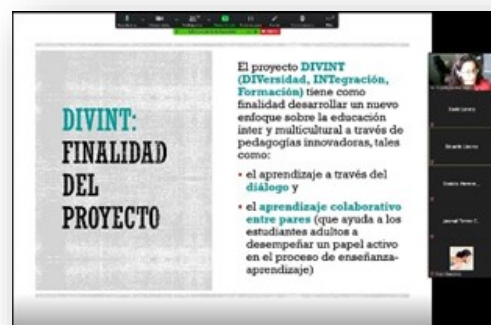 DIVINT:
FINALIDAD
DEL
PROYECTO
El proyecto DIVINT
(DIVersidad, INTegración,
Formación) tiene como
finalidad desarrollar un nuevo
enfoque sobre la educación
inter y multicultural a través de
pedagogías innovadoras, tales
como:
▪ el aprendizaje a través del
diálogo y
▪ el aprendizaje colaborativo
entre pares (que ayuda a los
estudiantes adultos a
desempeñar un papel activo
en el proceso de enseñanza-
aprendizaje)